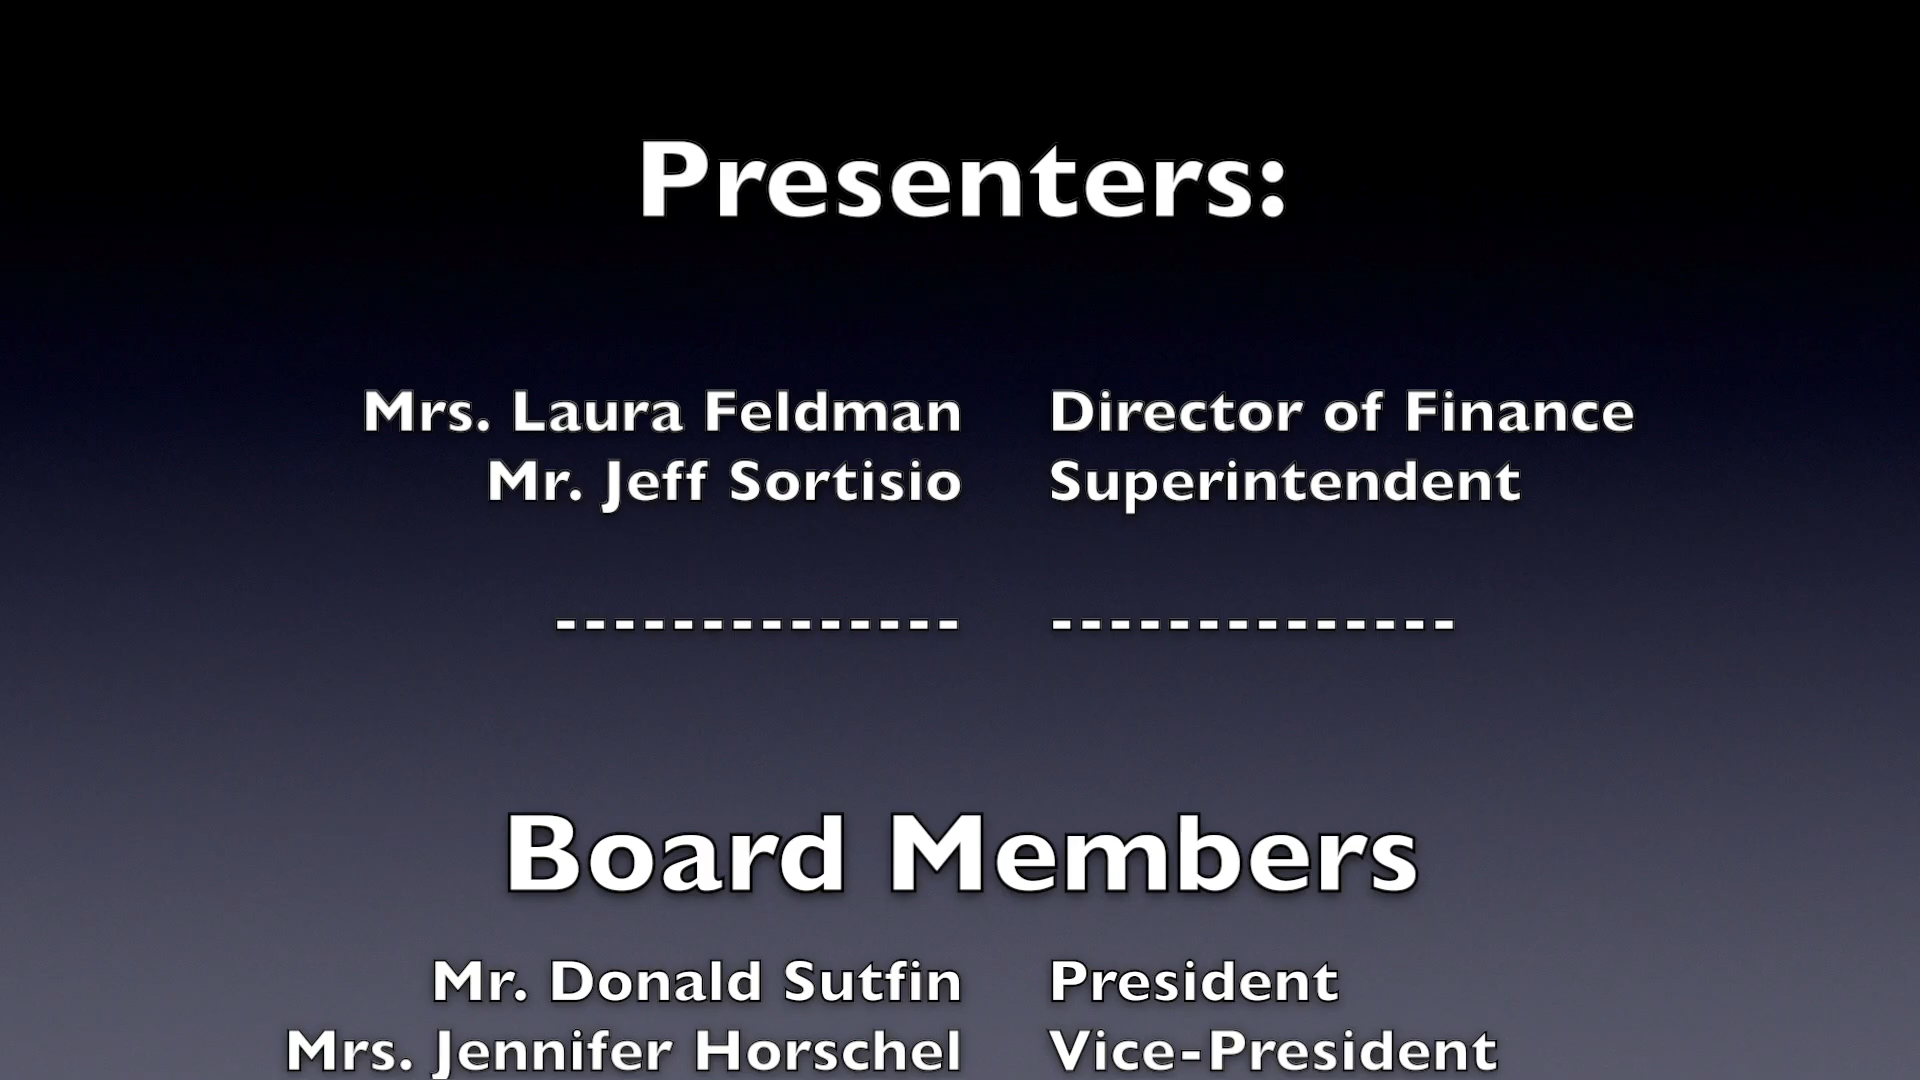 Presenters:
Mrs. Laura Feldman Director of Finance
Mr. Jeff Sortisio Superintendent
-------------- --------------
Board Members
Mr. Donald Sutfin President
Mrs. Jennifer Horschel Vice-President